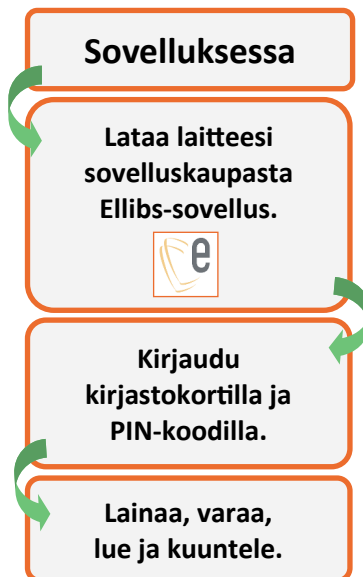 Sovelluksessa
Lataa laitteesi
sovelluskaupasta
Ellibs-sovellus.
e
Kirjaudu
kirjastokortilla ja
PIN-koodilla.
Lainaa, varaa,
lue ja kuuntele.